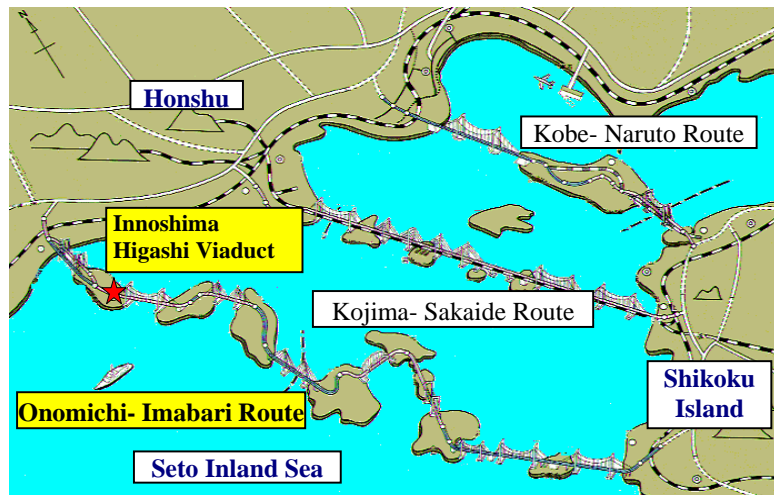 Honshu
Kobe- Naruto Route
Innoshima
Higashi Viaduct
Kojima- Sakaide Route
Shikoku
Island
Onomichi- Imabari Route
Seto Inland Sea